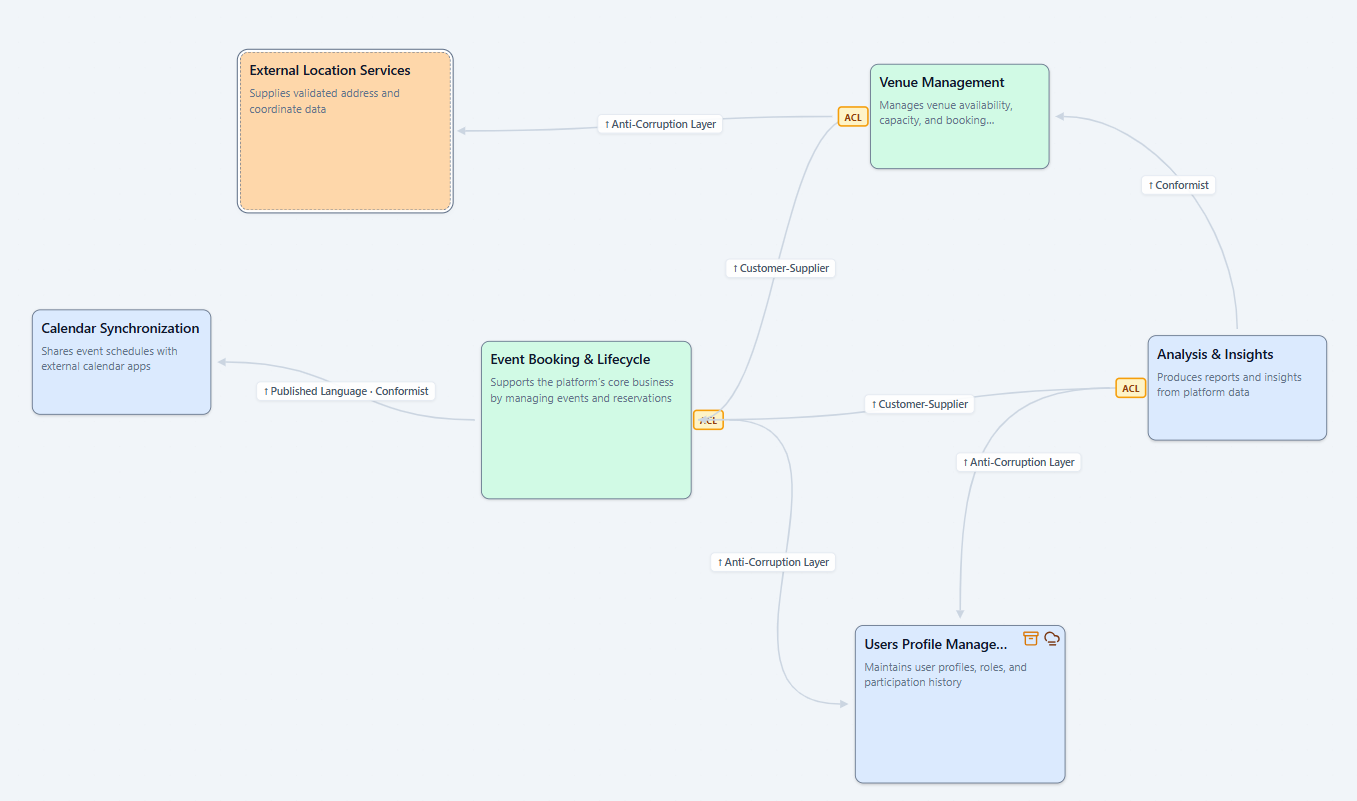 External Location Services
Supplies validated address and
coordinate data
Venue Management
Manages venue availability,
capacity, and booking...
ACL
↑ Anti-Corruption Layer
↑ Conformist
↑ Customer-Supplier
Calendar Synchronization
Shares event schedules with
external calendar apps
↑ Published Language · Conformist
Event Booking & Lifecycle
Supports the platform's core business
by managing events and reservations
ACL
Analysis & Insights
Produces reports and insights
from platform data
ACL
↑ Customer-Supplier
↑ Anti-Corruption Layer
↑ Anti-Corruption Layer
Users Profile Manage...
Maintains user profiles, roles, and
participation history